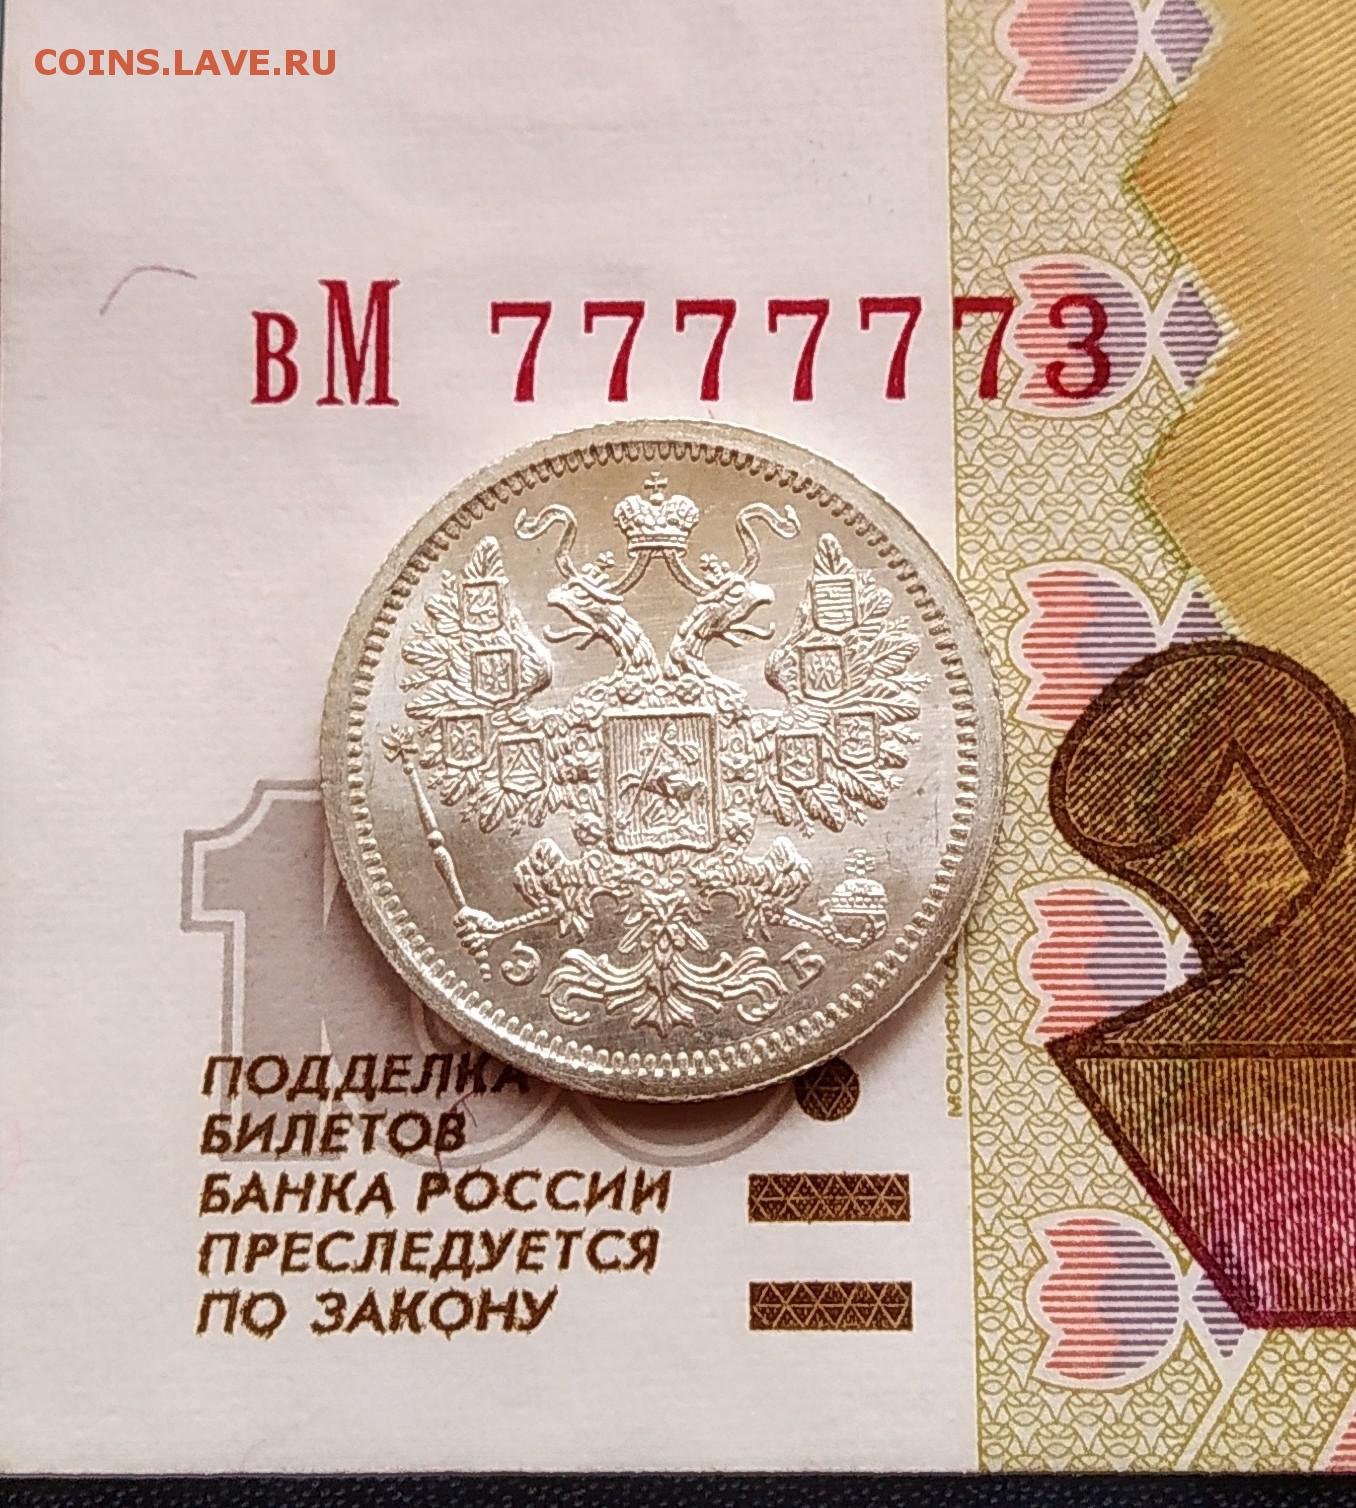 COINS.LAVE.RU
вМ 7777773
Э Б
ПОДДЕЛКА
БИЛЕТОВ
БАНКА РОССИИ
ПРЕСЛЕДУЕТСЯ
ПО ЗАКОНУ